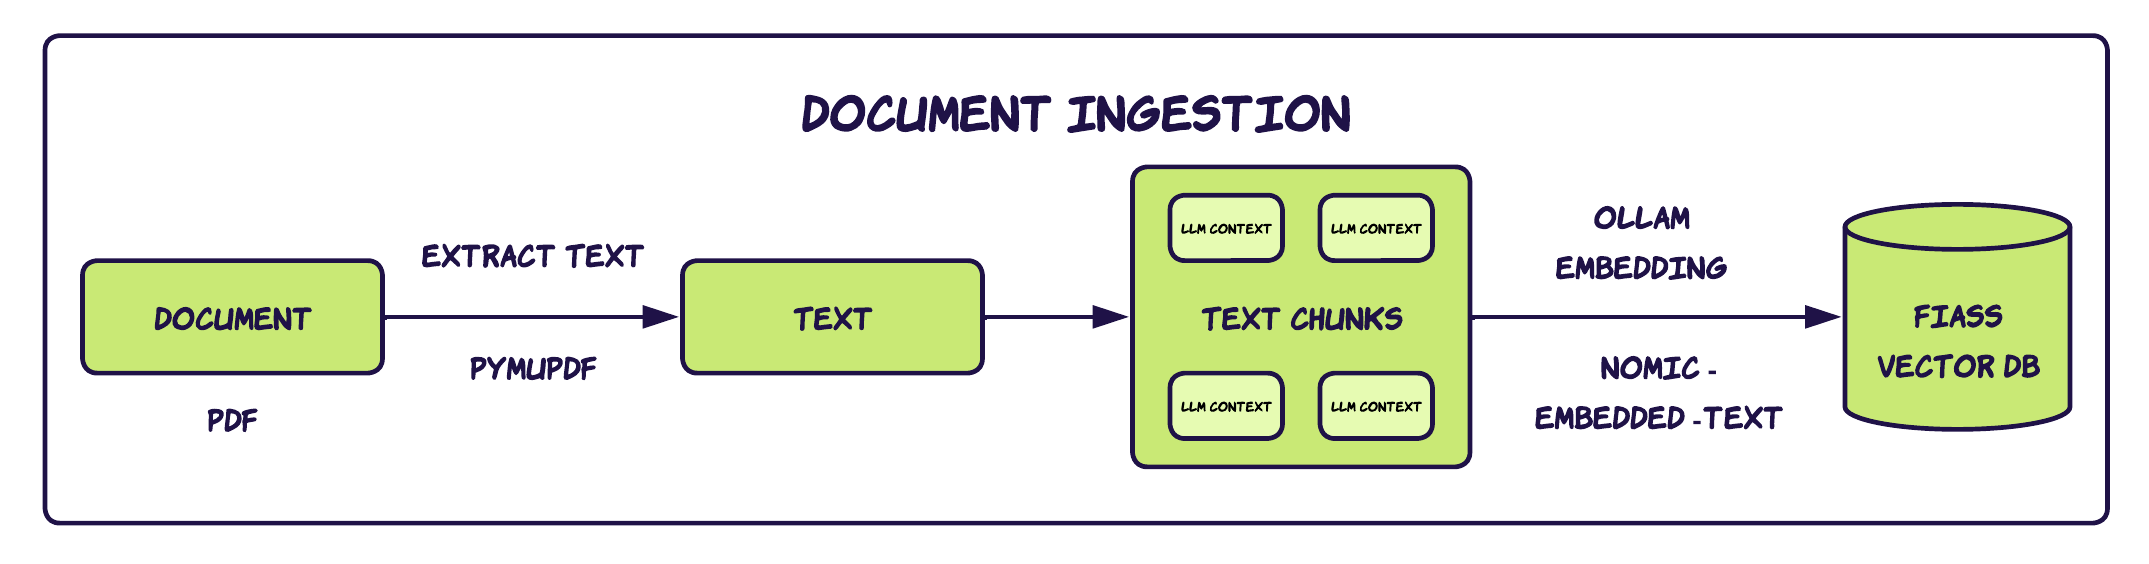 DOCUMENT INGESTION
DOCUMENT
PDF
EXTRACT TEXT
PYMUPDF
TEXT
LLM CONTEXT
LLM CONTEXT
TEXT CHUNKS
LLM CONTEXT
LLM CONTEXT
OLLAM
EMBEDDING
NOMIC -
EMBEDDED -TEXT
FIASS
VECTOR DB